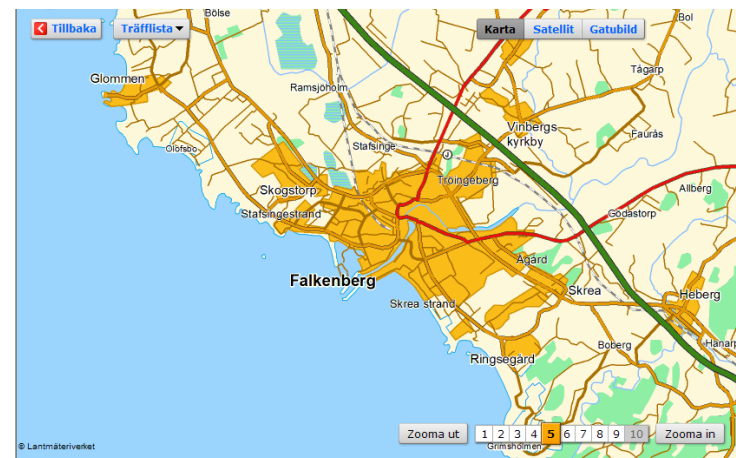 Bölse
Bol
Tillbaka
Träfflista
Karta
Satellit
Gatubild
Tågarp
Glommen
Ramsjöholm
Vinbergs
kyrkby
Faurås
Olofsbo
Stafsinge
Tröingeberg
Skogstorp
Allberg
Stafsingestrand
Godastorp
Agård
Falkenberg
Skrea
Heberg
Skrea strand
Boberg
Hanarp
Ringsegård
Zooma ut
1 2 3 4 5 6 7 8 9 10
Zooma in
Grimsholmen
© Lantmäteriverket